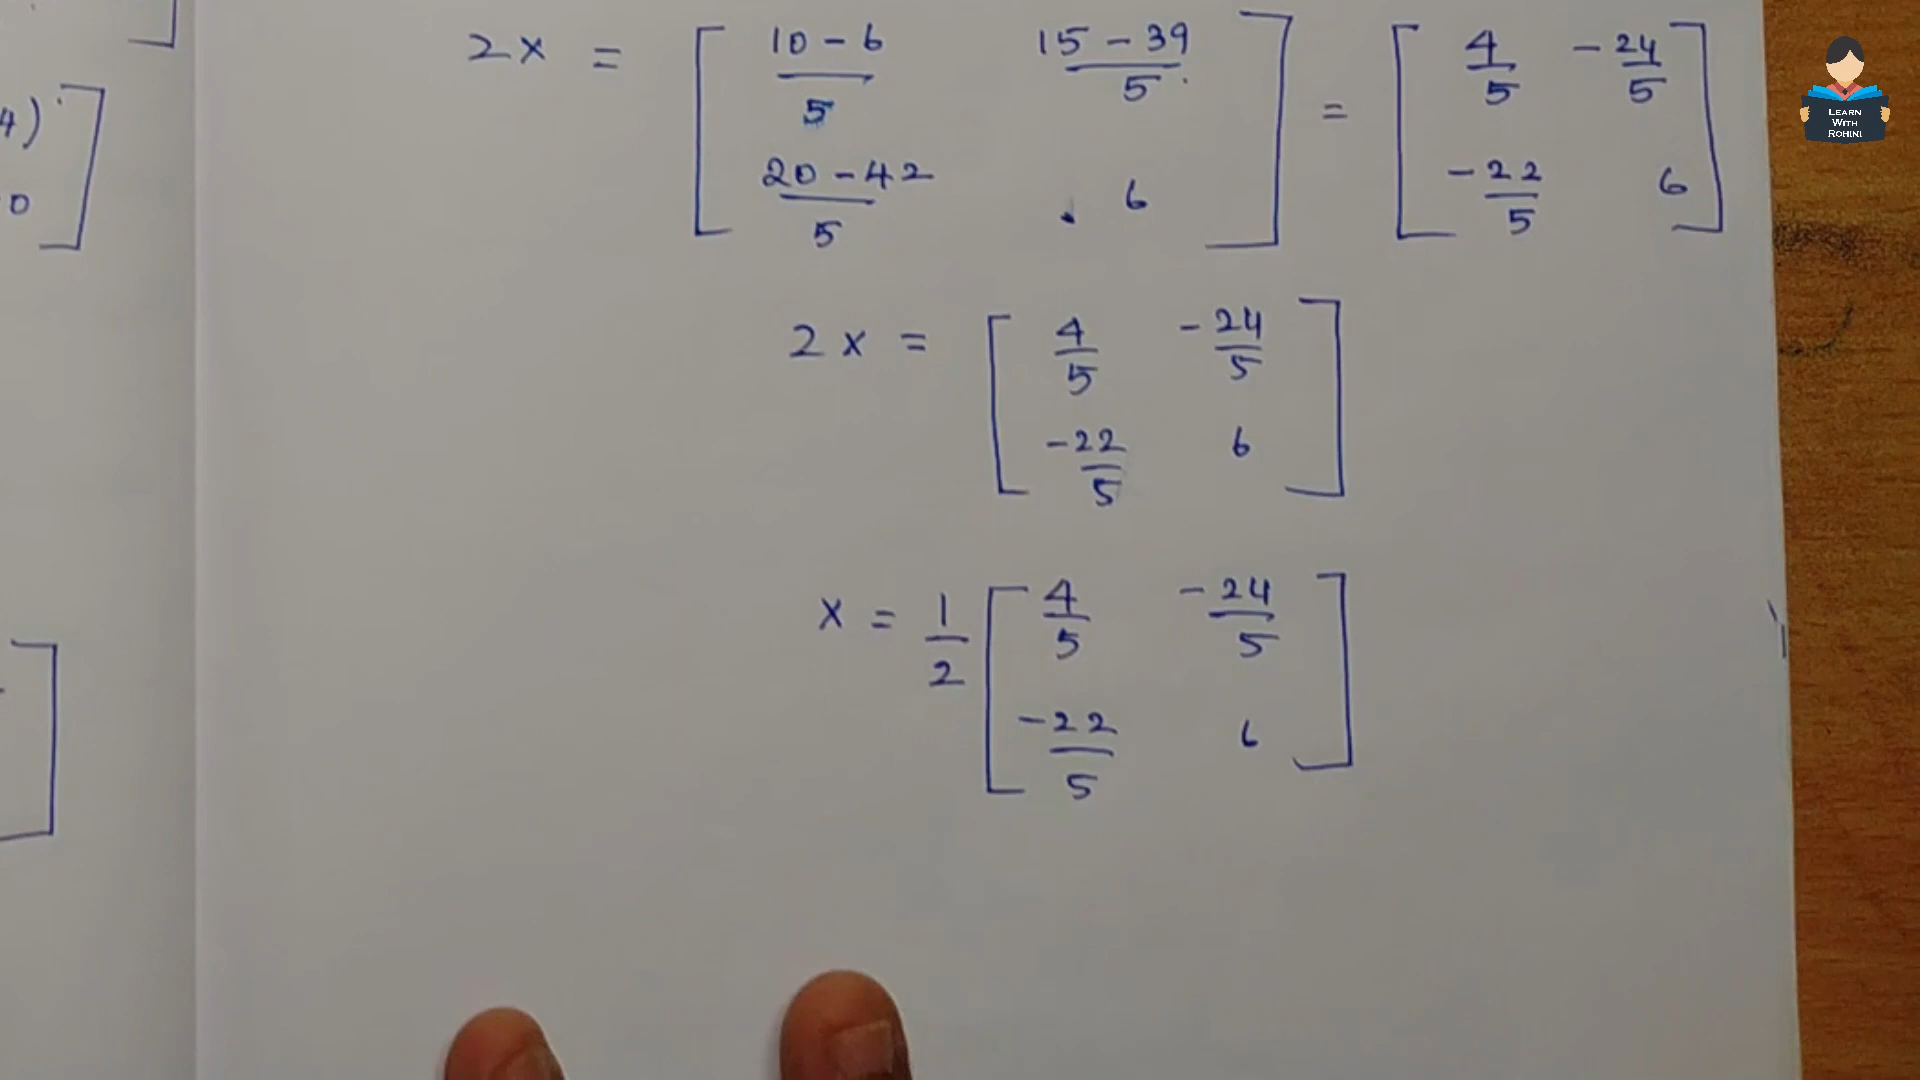 2x = [ 10-6/5 15-39/5 20-42/5 6 ] = [ 4/5 -24/5 -22/5 6 ]
2x = [ 4/5 -24/5 -22/5 6 ]
x = 1/2 [ 4/5 -24/5 -22/5 6 ]
4) ]
0
LEARN
WITH
ROHINI